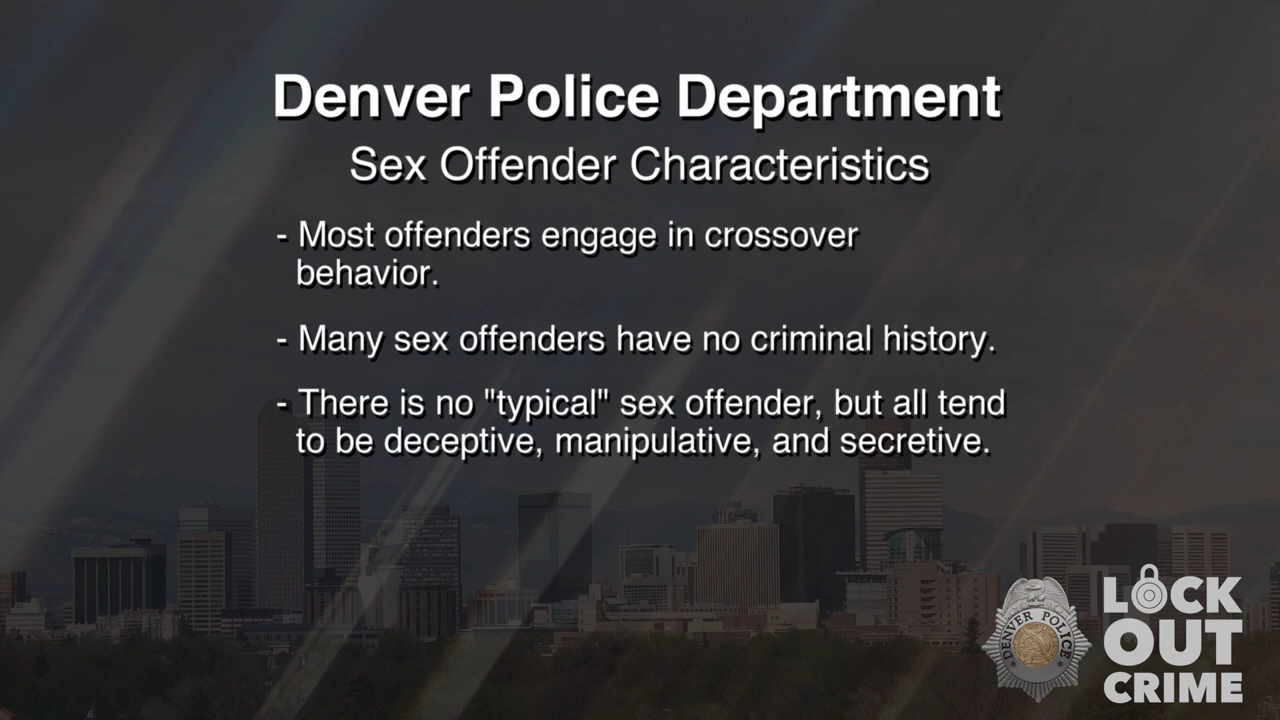 Denver Police Department
Sex Offender Characteristics
- Most offenders engage in crossover
behavior.
- Many sex offenders have no criminal history.
- There is no "typical" sex offender, but all tend
to be deceptive, manipulative, and secretive.
DENVER POLICE
LOCK
OUT
CRIME